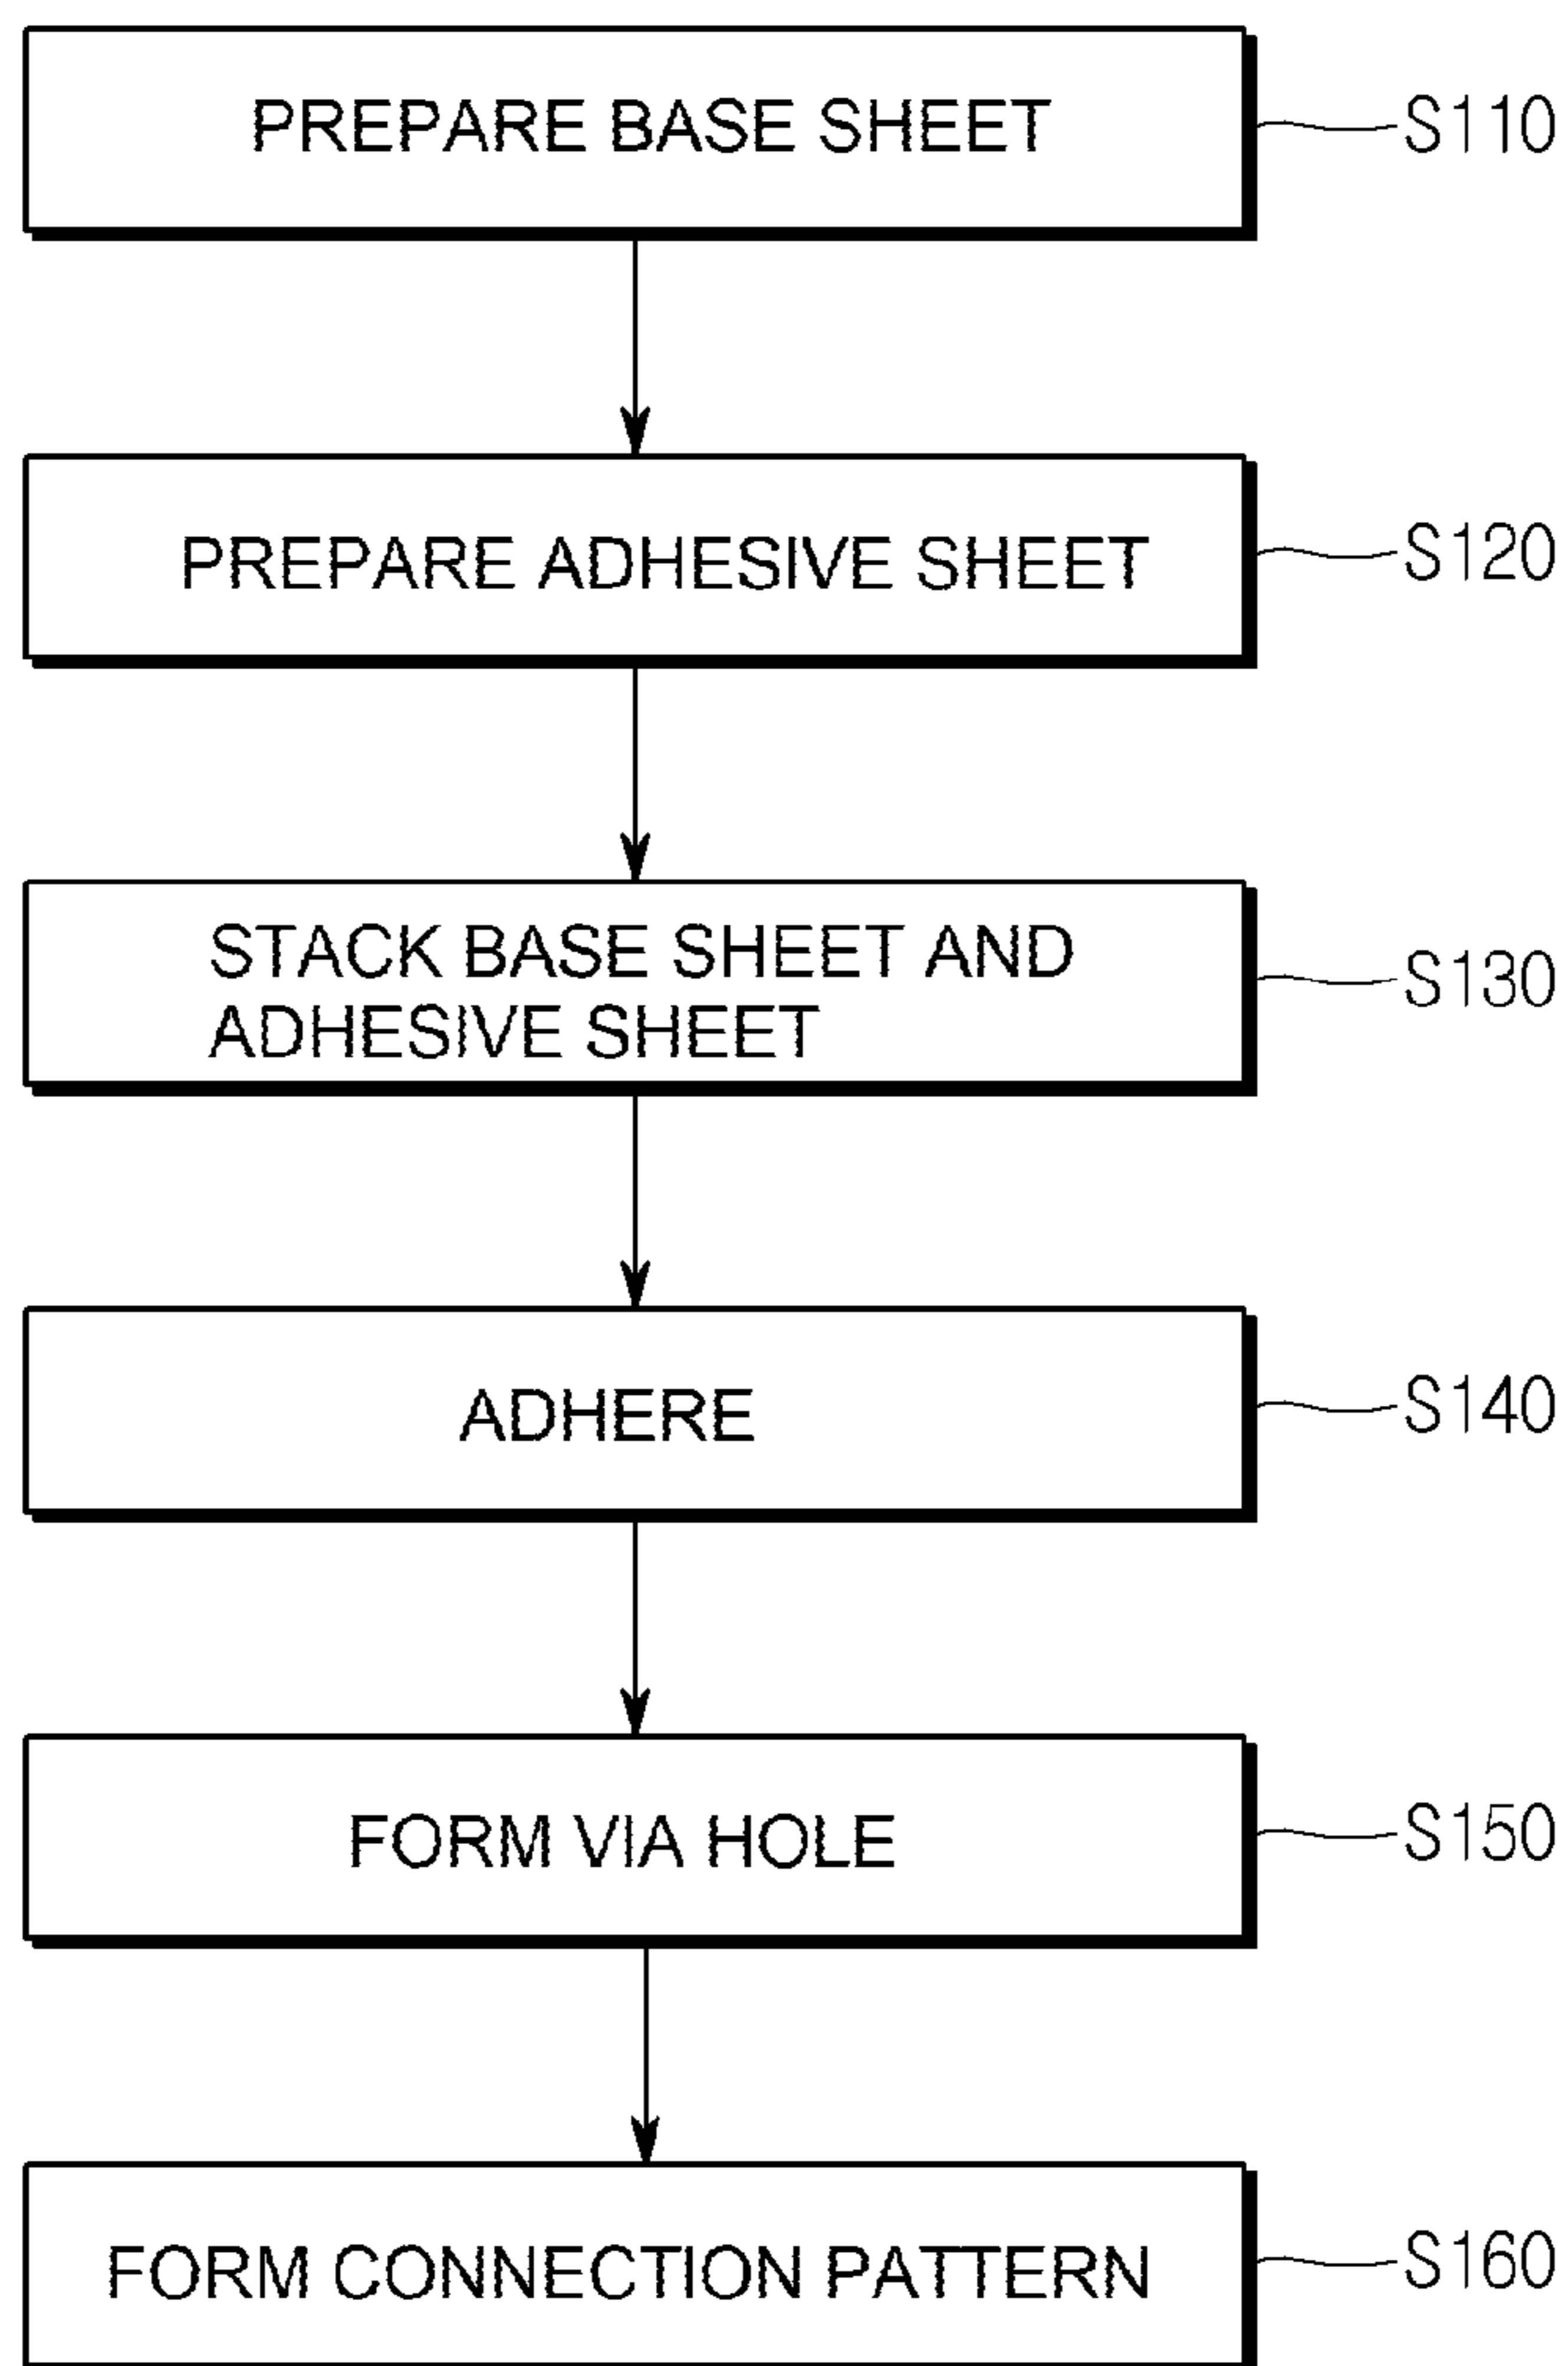 PREPARE BASE SHEET
S110
PREPARE ADHESIVE SHEET
S120
STACK BASE SHEET AND
ADHESIVE SHEET
S130
ADHERE
S140
FORM VIA HOLE
S150
FORM CONNECTION PATTERN
S160